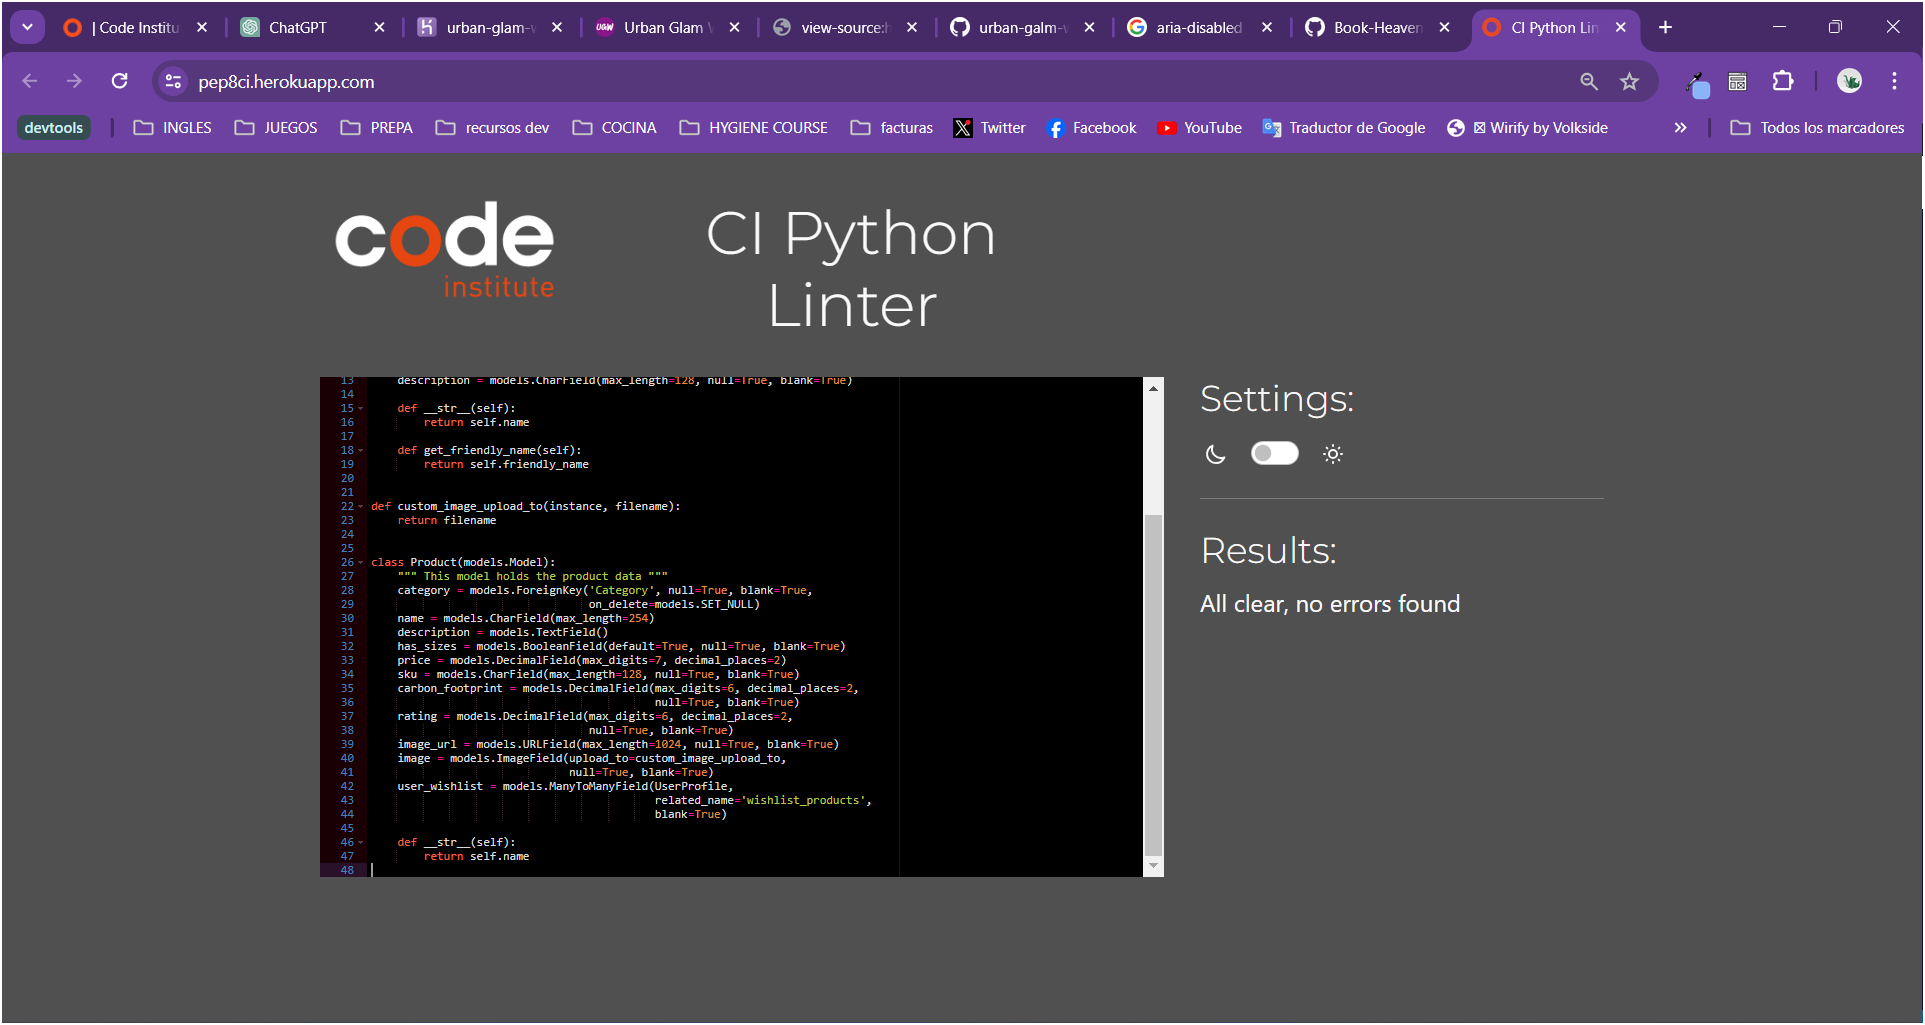 | Code Institu
ChatGPT
urban-glam-w
UGW Urban Glam W
view-source:h
urban-galm-w
aria-disabled
Book-Heaven
CI Python Lin
pep8ci.herokuapp.com
devtools
INGLES
JUEGOS
PREPA
recursos dev
COCINA
HYGIENE COURSE
facturas
Twitter
Facebook
YouTube
Traductor de Google
Wirify by Volkside
Todos los marcadores
code
institute
CI Python
Linter
13 description = models.CharField(max_length=128, null=True, blank=True)
14
15 def __str__(self):
16 return self.name
17
18 def get_friendly_name(self):
19 return self.friendly_name
20
21
22 def custom_image_upload_to(instance, filename):
23 return filename
24
25
26 class Product(models.Model):
27 """ This model holds the product data """
28 category = models.ForeignKey('Category', null=True, blank=True,
29 on_delete=models.SET_NULL)
30 name = models.CharField(max_length=254)
31 description = models.TextField()
32 has_sizes = models.BooleanField(default=True, null=True, blank=True)
33 price = models.DecimalField(max_digits=7, decimal_places=2)
34 sku = models.CharField(max_length=128, null=True, blank=True)
35 carbon_footprint = models.DecimalField(max_digits=6, decimal_places=2,
36 null=True, blank=True)
37 rating = models.DecimalField(max_digits=6, decimal_places=2,
38 null=True, blank=True)
39 image_url = models.URLField(max_length=1024, null=True, blank=True)
40 image = models.ImageField(upload_to=custom_image_upload_to,
41 null=True, blank=True)
42 user_wishlist = models.ManyToManyField(UserProfile,
43 related_name='wishlist_products',
44 blank=True)
45
46 def __str__(self):
47 return self.name
48
Settings:
Results:
All clear, no errors found